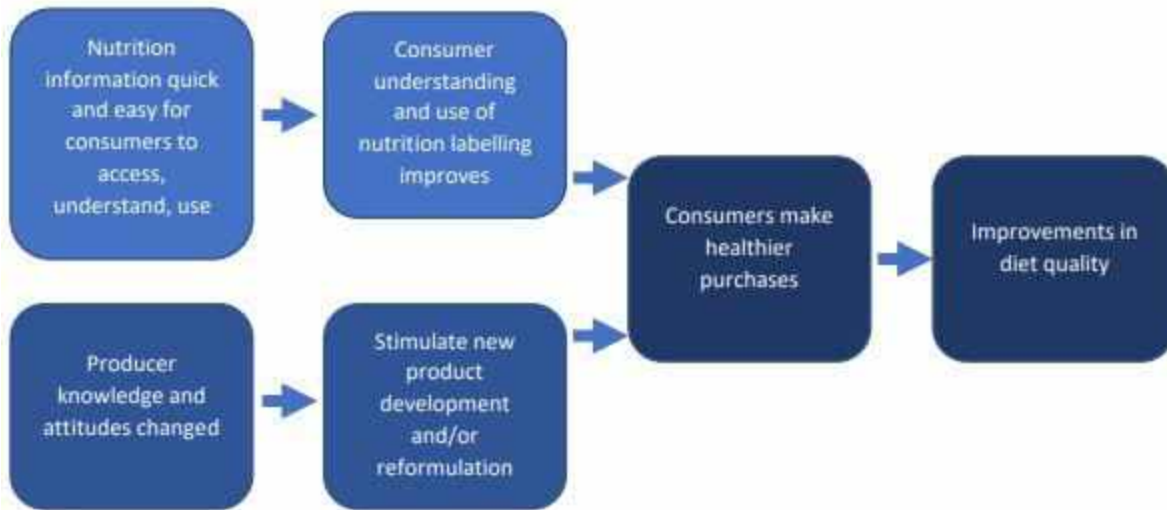 Nutrition
information quick
and easy for
consumers to
access,
understand, use
Consumer
understanding
and use of
nutrition labelling
improves
Consumers make
healthier
purchases
Improvements in
diet quality
Producer
knowledge and
attitudes changed
Stimulate new
product
development
and/or
reformulation